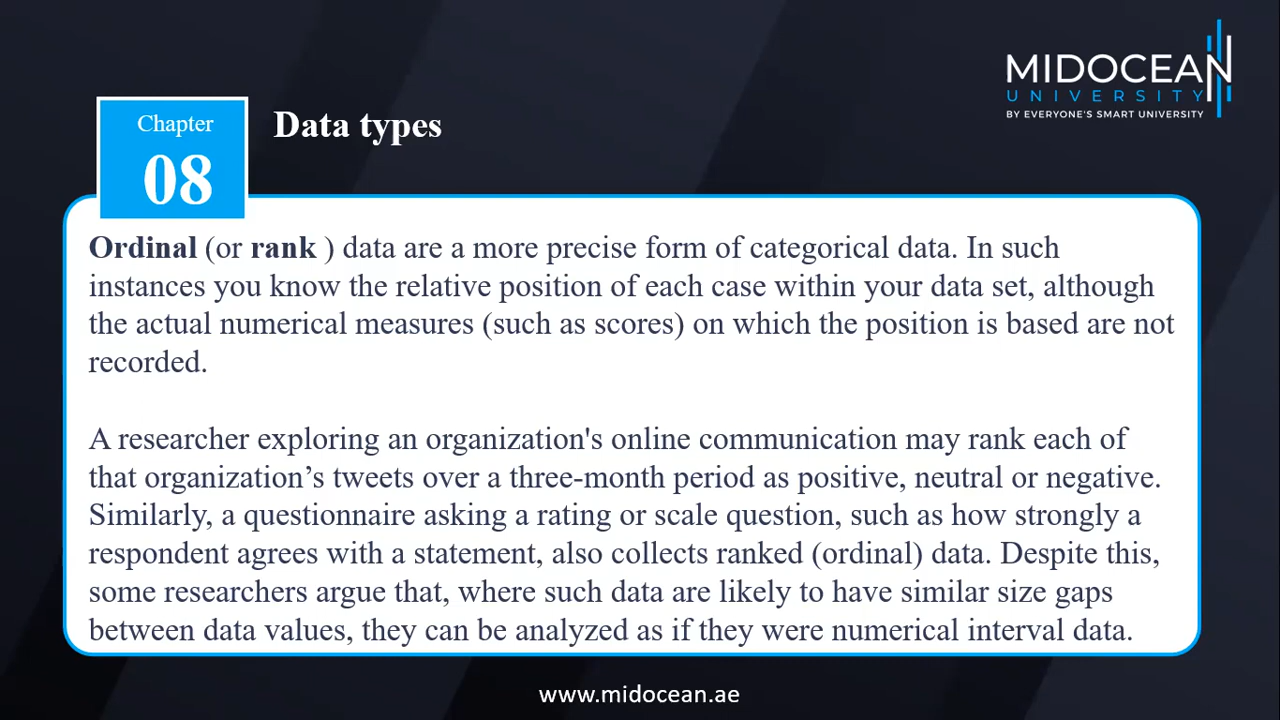 MIDOCEAN
UNIVERSITY
BY EVERYONE'S SMART UNIVERSITY
Chapter
08
Data types
Ordinal (or rank ) data are a more precise form of categorical data. In such
instances you know the relative position of each case within your data set, although
the actual numerical measures (such as scores) on which the position is based are not
recorded.
A researcher exploring an organization's online communication may rank each of
that organization’s tweets over a three-month period as positive, neutral or negative.
Similarly, a questionnaire asking a rating or scale question, such as how strongly a
respondent agrees with a statement, also collects ranked (ordinal) data. Despite this,
some researchers argue that, where such data are likely to have similar size gaps
between data values, they can be analyzed as if they were numerical interval data.
www.midocean.ae